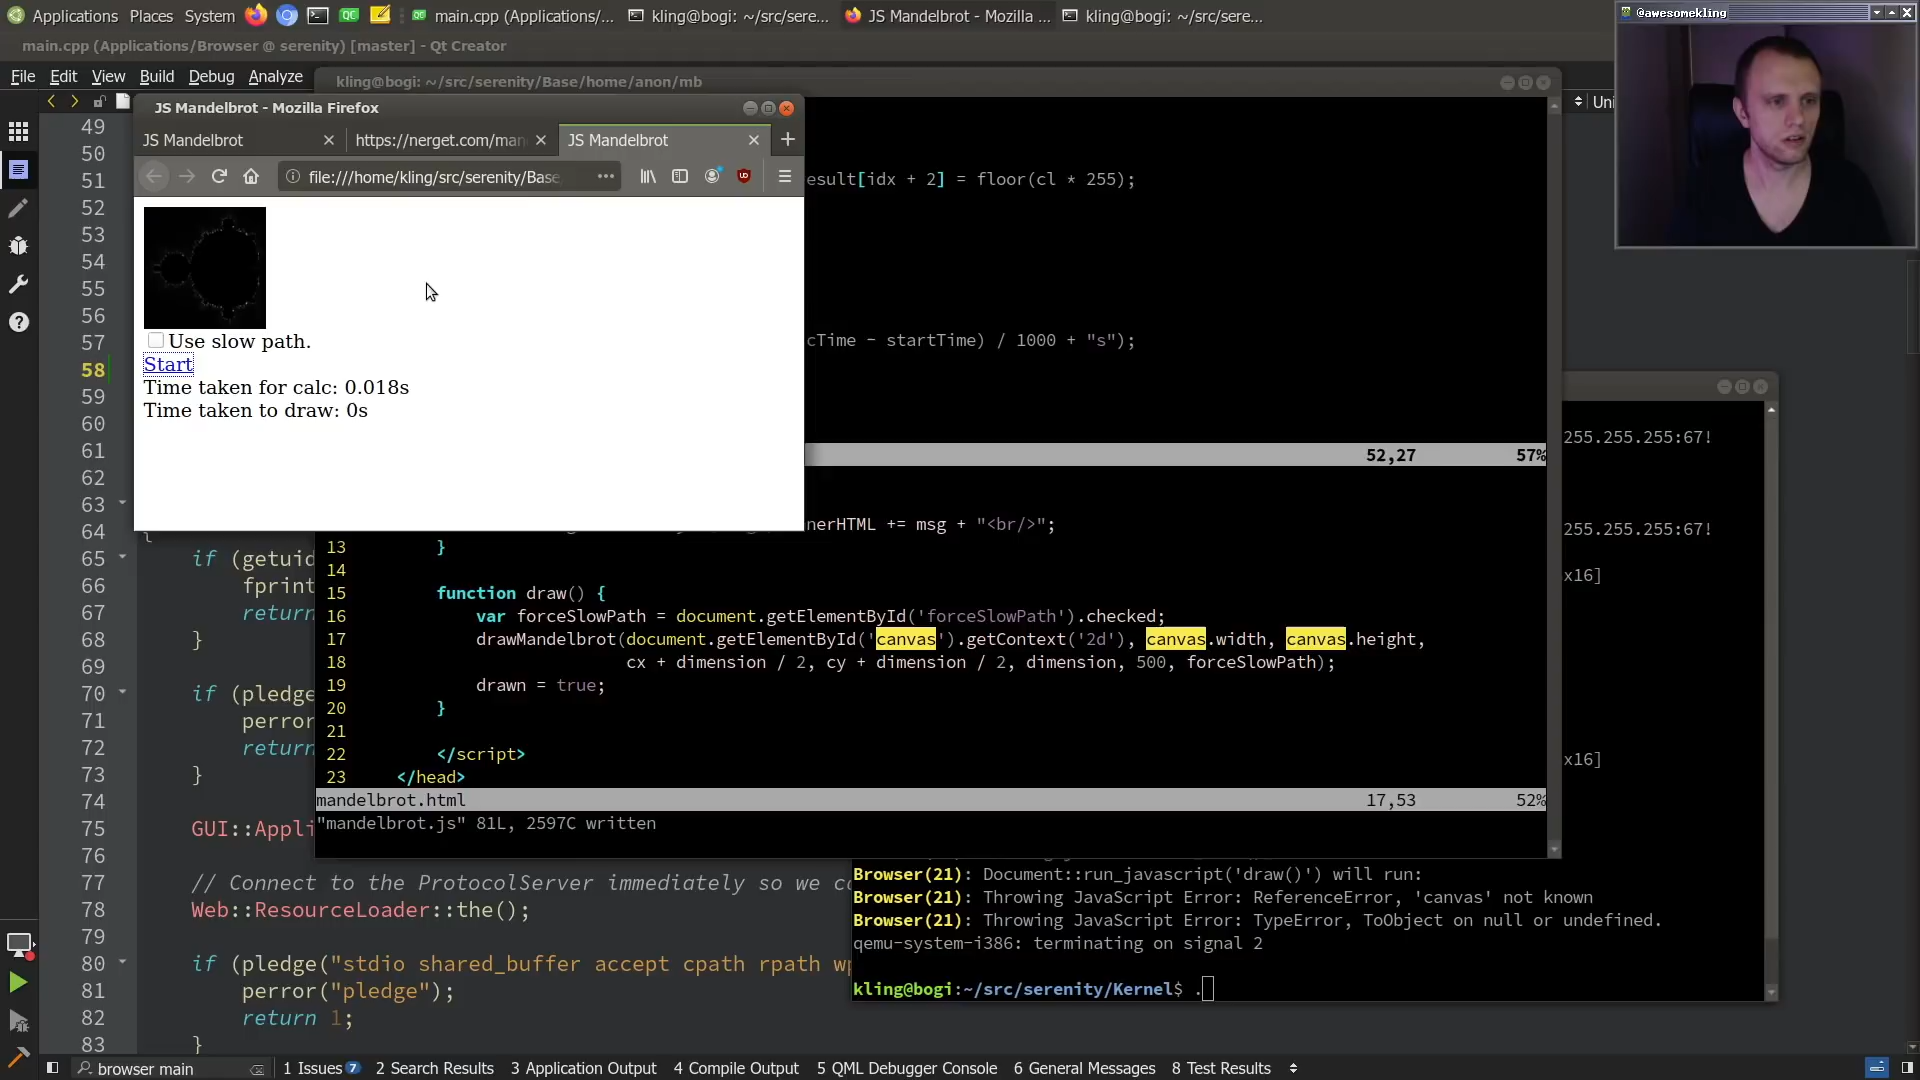 Applications Places System main.cpp (Applications/... kling@bogi: ~/src/sere... JS Mandelbrot - Mozilla ... kling@bogi: ~/src/sere...
@awesomekling
main.cpp (Applications/Browser @ serenity) [master] - Qt Creator
File Edit View Build Debug Analyze
kling@bogi: ~/src/serenity/Base/home/anon/mb
Uni
JS Mandelbrot - Mozilla Firefox
JS Mandelbrot https://nerget.com/man JS Mandelbrot
file:///home/kling/src/serenity/Base
Use slow path.
Start
Time taken for calc: 0.018s
Time taken to draw: 0s
esult[idx + 2] = floor(cl * 255);
cTime - startTime) / 1000 + "s");
52,27 57%
nerHTML += msg + "<br/>";
13 }
14
15 function draw() {
16 var forceSlowPath = document.getElementById('forceSlowPath').checked;
17 drawMandelbrot(document.getElementById('canvas').getContext('2d'), canvas.width, canvas.height,
18 cx + dimension / 2, cy + dimension / 2, dimension, 500, forceSlowPath);
19 drawn = true;
20 }
21
22 </script>
23 </head>
mandelbrot.html 17,53 52%
"mandelbrot.js" 81L, 2597C written
49
50
51
52
53
54
55
56
57
58
59
60
61
62
63
64 {
65 if (getuid
66 fprint
67 return
68 }
69
70 if (pledge
71 perror
72 return
73 }
74
75 GUI::Appli
76
77 // Connect to the ProtocolServer immediately so we c
78 Web::ResourceLoader::the();
79
80 if (pledge("stdio shared_buffer accept cpath rpath w
81 perror("pledge");
82 return 1;
83 }
255.255.255:67!
255.255.255:67!
x16]
x16]
Browser(21): Document::run_javascript('draw()') will run:
Browser(21): Throwing JavaScript Error: ReferenceError, 'canvas' not known
Browser(21): Throwing JavaScript Error: TypeError, ToObject on null or undefined.
qemu-system-i386: terminating on signal 2
kling@bogi:~/src/serenity/Kernel$ .
browser main 1 Issues 7 2 Search Results 3 Application Output 4 Compile Output 5 QML Debugger Console 6 General Messages 8 Test Results